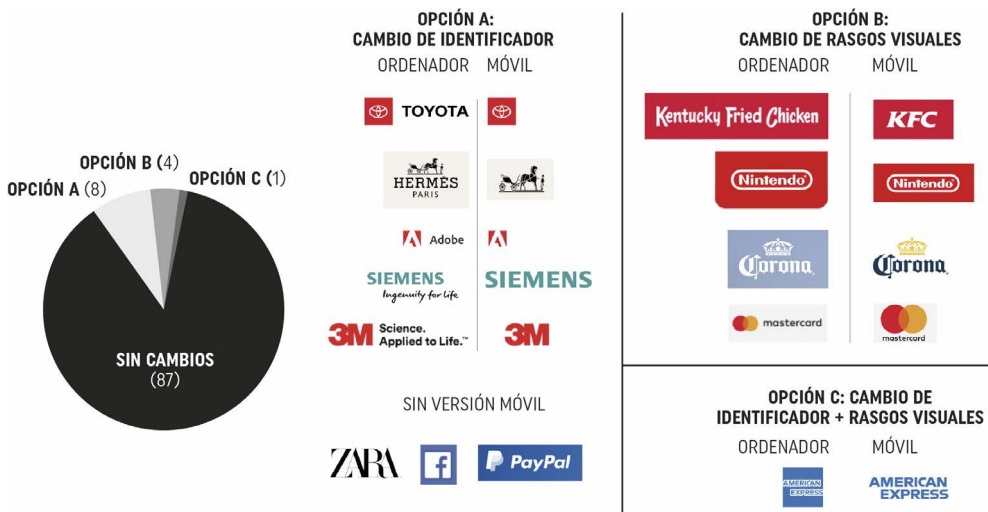 OPCIÓN B (4)
OPCIÓN A (8)
OPCIÓN C (1)
SIN CAMBIOS
(87)
OPCIÓN A:
CAMBIO DE IDENTIFICADOR
ORDENADOR MÓVIL
TOYOTA
HERMÈS
PARIS
Adobe
SIEMENS
Ingenuity for life
SIEMENS
3M Science.
Applied to Life.™
3M
SIN VERSIÓN MÓVIL
ZARA
f
PayPal
OPCIÓN B:
CAMBIO DE RASGOS VISUALES
ORDENADOR MÓVIL
Kentucky Fried Chicken
KFC
Nintendo®
Nintendo®
Corona
Corona
mastercard
mastercard
OPCIÓN C: CAMBIO DE
IDENTIFICADOR + RASGOS VISUALES
ORDENADOR MÓVIL
AMERICAN
EXPRESS
AMERICAN
EXPRESS